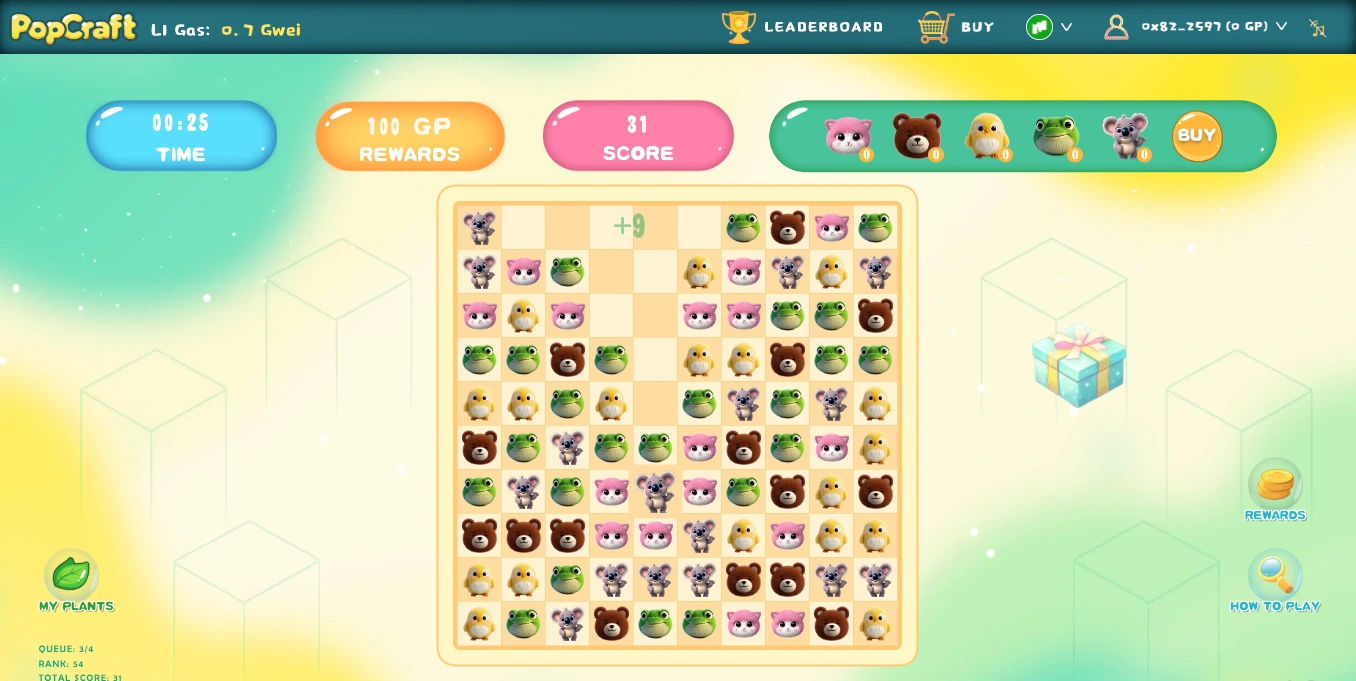 PopCraft
L1 Gas: 0.7 Gwei
LEADERBOARD
BUY
0x82_2597 (0 GP)
00:25
TIME
100 GP
REWARDS
31
SCORE
0
0
0
0
0
BUY
+9
REWARDS
MY PLANTS
HOW TO PLAY
QUEUE: 3/4
RANK: 54
TOTAL SCORE: 31